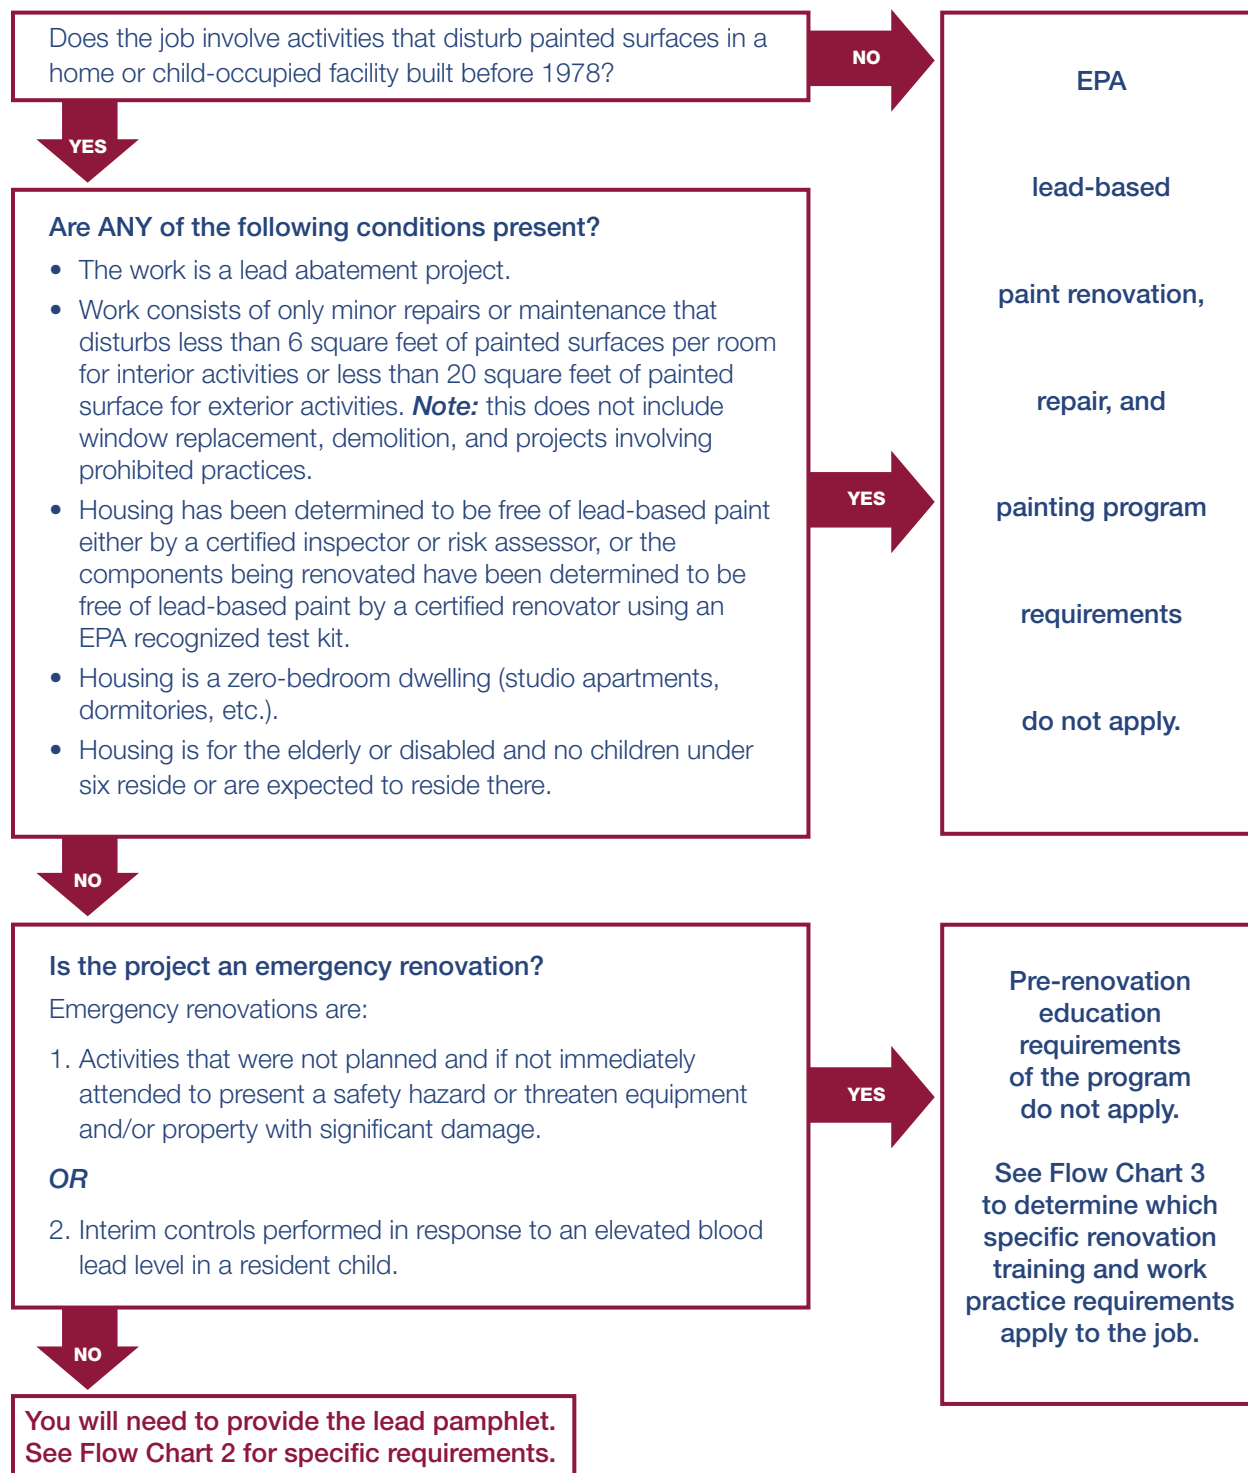 Does the job involve activities that disturb painted surfaces in a
home or child-occupied facility built before 1978?
NO
YES
Are ANY of the following conditions present?
• The work is a lead abatement project.
• Work consists of only minor repairs or maintenance that
disturbs less than 6 square feet of painted surfaces per room
for interior activities or less than 20 square feet of painted
surface for exterior activities. Note: this does not include
window replacement, demolition, and projects involving
prohibited practices.
• Housing has been determined to be free of lead-based paint
either by a certified inspector or risk assessor, or the
components being renovated have been determined to be
free of lead-based paint by a certified renovator using an
EPA recognized test kit.
• Housing is a zero-bedroom dwelling (studio apartments,
dormitories, etc.).
• Housing is for the elderly or disabled and no children under
six reside or are expected to reside there.
YES
EPA
lead-based
paint renovation,
repair, and
painting program
requirements
do not apply.
NO
Is the project an emergency renovation?
Emergency renovations are:
1. Activities that were not planned and if not immediately
attended to present a safety hazard or threaten equipment
and/or property with significant damage.
OR
2. Interim controls performed in response to an elevated blood
lead level in a resident child.
YES
Pre-renovation
education
requirements
of the program
do not apply.
See Flow Chart 3
to determine which
specific renovation
training and work
practice requirements
apply to the job.
NO
You will need to provide the lead pamphlet.
See Flow Chart 2 for specific requirements.